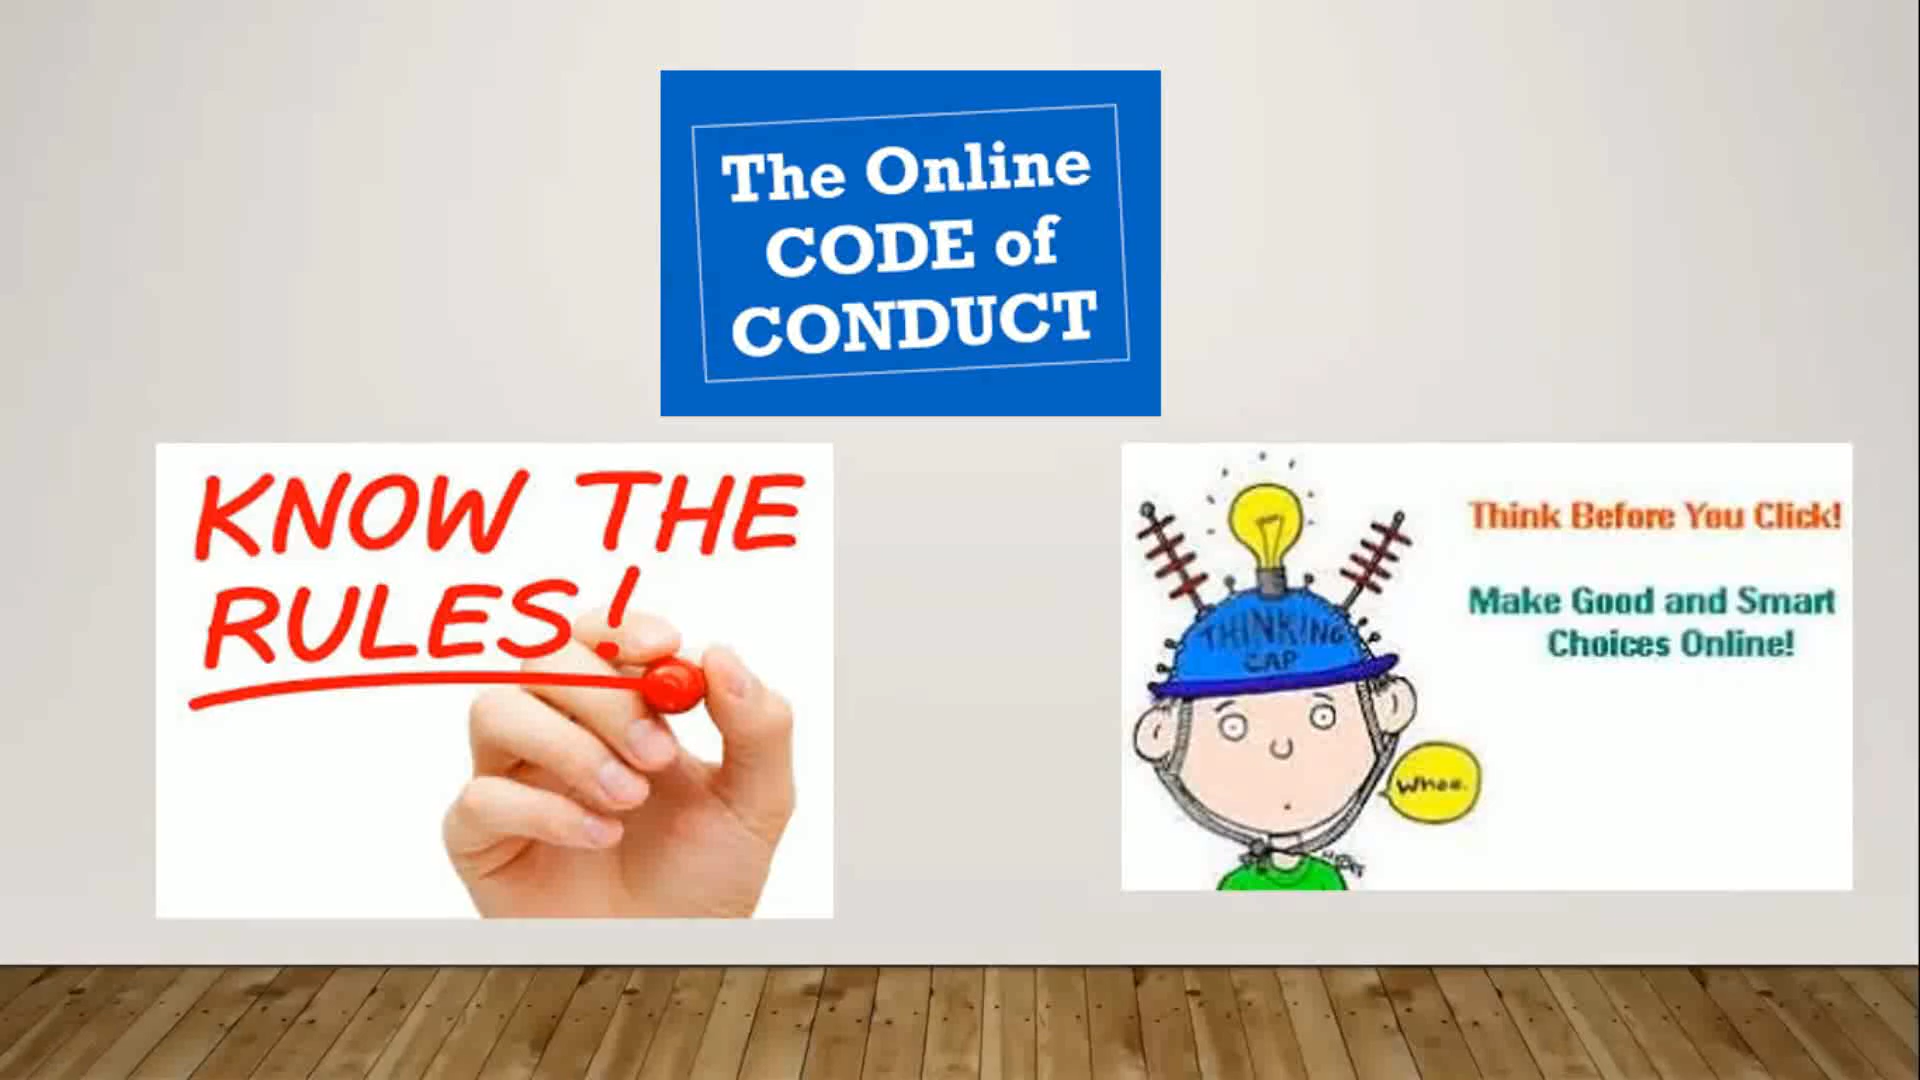 The Online
CODE of
CONDUCT
KNOW THE
RULES!
Think Before You Click!
Make Good and Smart
Choices Online!
THINKING
CAP
Whoa.